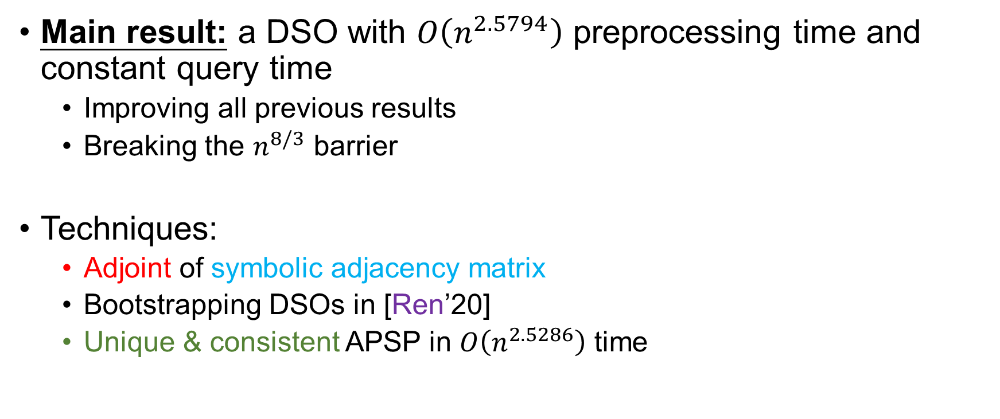 • Main result: a DSO with O(n^2.5794) preprocessing time and
constant query time
• Improving all previous results
• Breaking the n^8/3 barrier
• Techniques:
• Adjoint of symbolic adjacency matrix
• Bootstrapping DSOs in [Ren’20]
• Unique & consistent APSP in O(n^2.5286) time